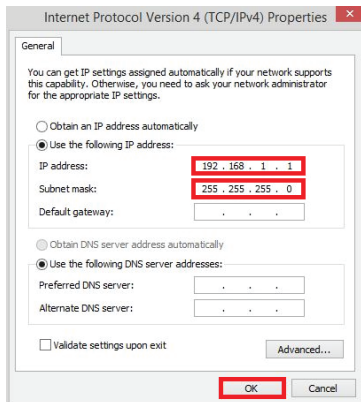 Internet Protocol Version 4 (TCP/IPv4) Properties
General
You can get IP settings assigned automatically if your network supports
this capability. Otherwise, you need to ask your network administrator
for the appropriate IP settings.
Obtain an IP address automatically
Use the following IP address:
IP address: 192 . 168 . 1 . 1
Subnet mask: 255 . 255 . 255 . 0
Default gateway: . . .
Obtain DNS server address automatically
Use the following DNS server addresses:
Preferred DNS server: . . .
Alternate DNS server: . . .
Validate settings upon exit
Advanced...
OK Cancel